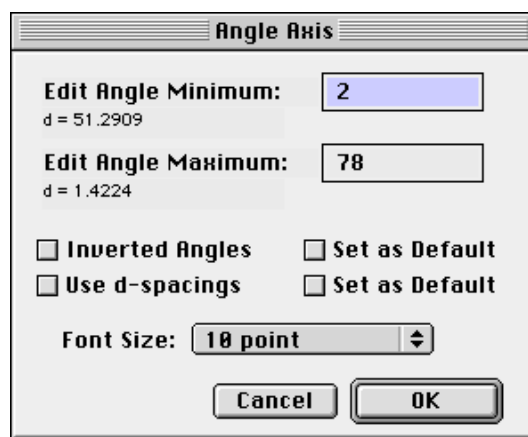 Angle Axis
Edit Angle Minimum: 2
d = 51.2909
Edit Angle Maximum: 78
d = 1.4224
Inverted Angles Set as Default
Use d-spacings Set as Default
Font Size: 10 point
Cancel OK